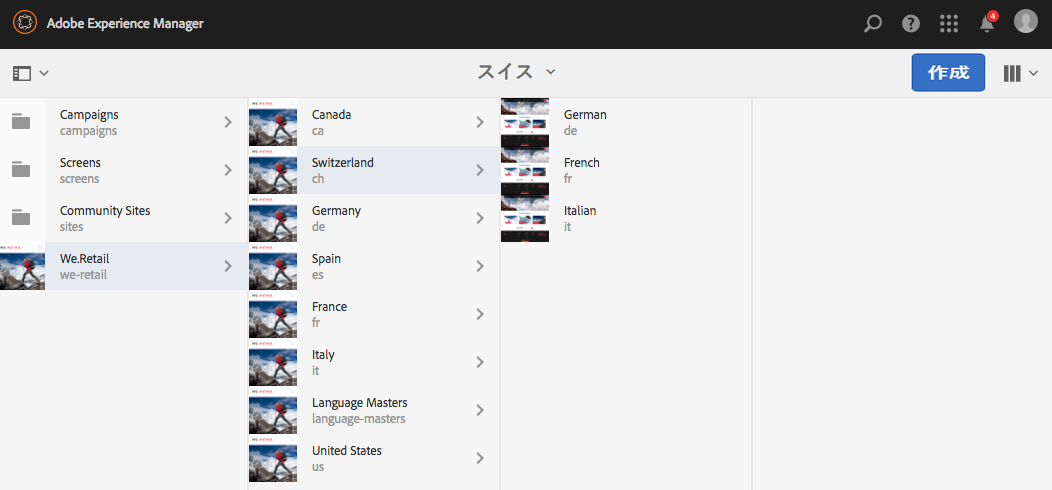 Adobe Experience Manager
4
スイス
作成
Campaigns
campaigns
Screens
screens
Community Sites
sites
We.Retail
we-retail
Canada
ca
Switzerland
ch
Germany
de
Spain
es
France
fr
Italy
it
Language Masters
language-masters
United States
us
German
de
French
fr
Italian
it